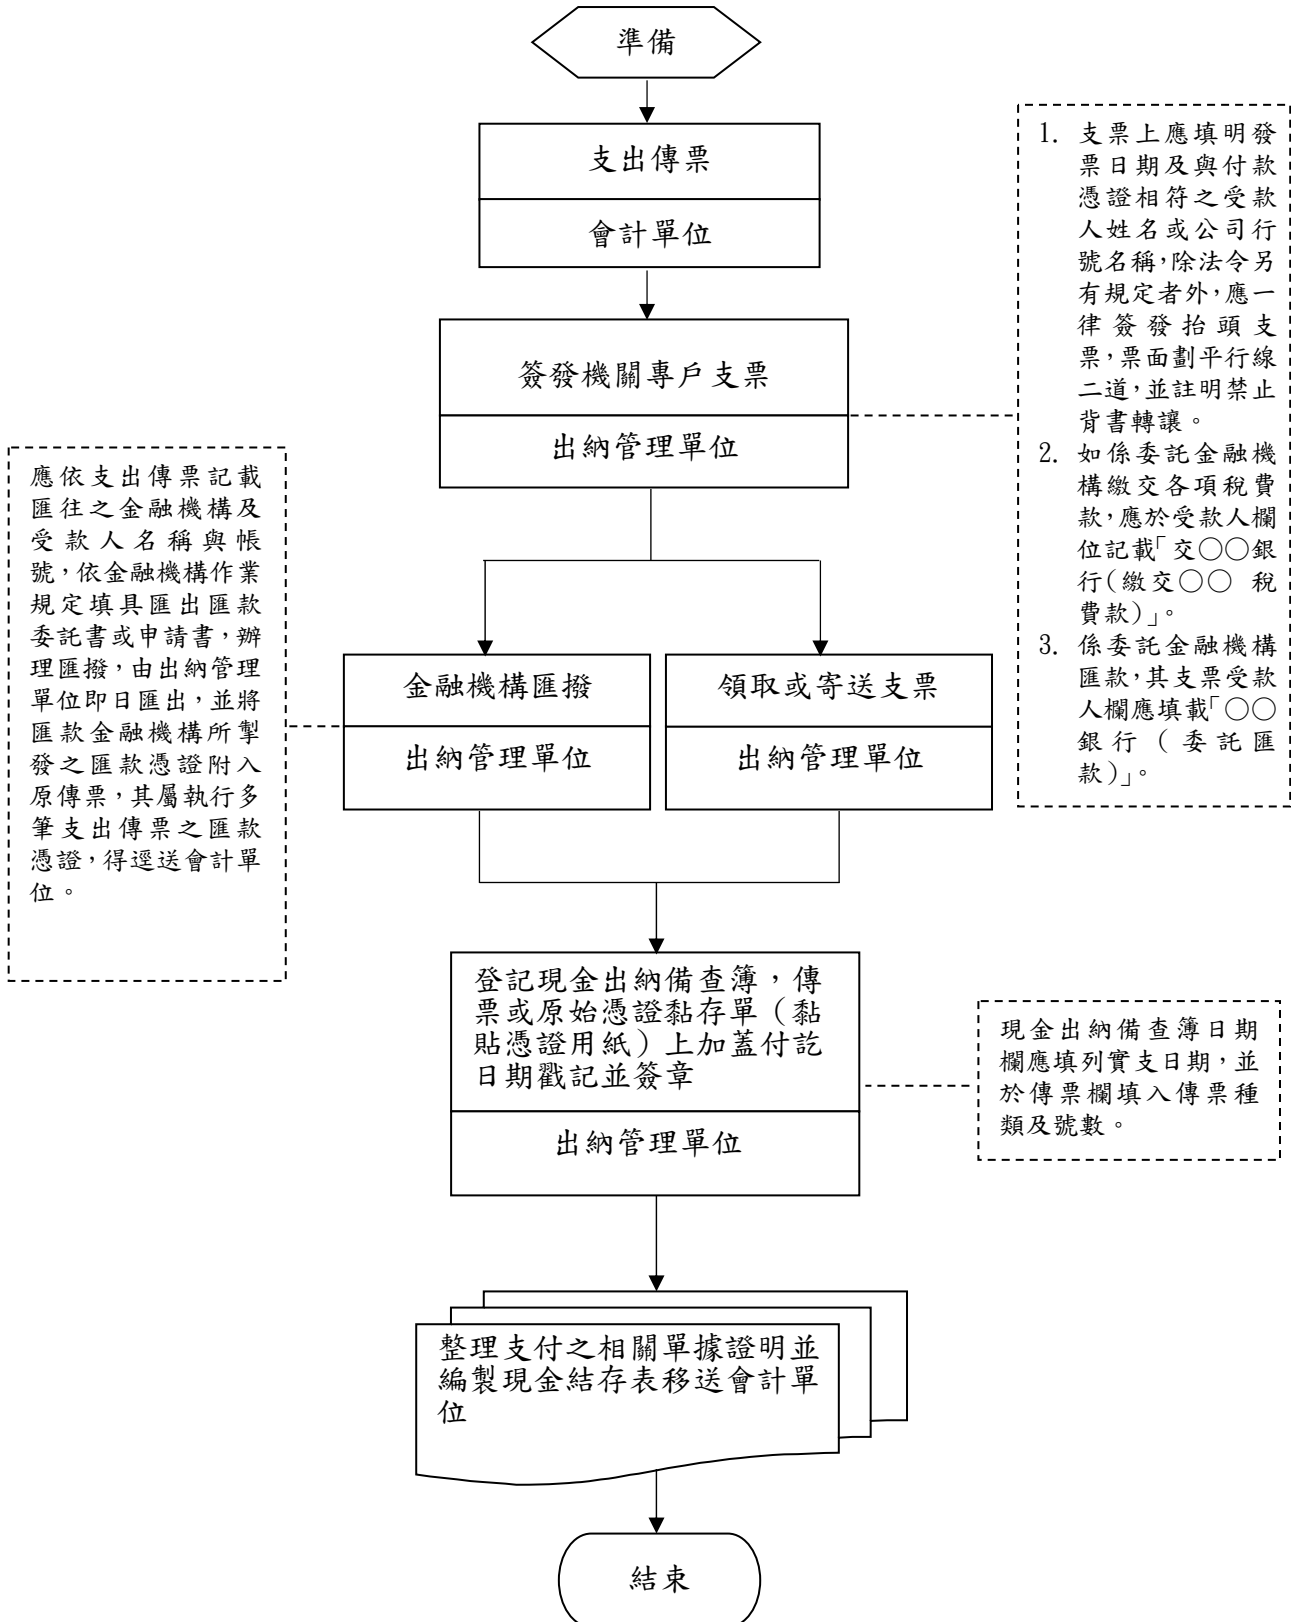 準備
支出傳票
會計單位
簽發機關專戶支票
出納管理單位
1. 支票上應填明發
票日期及與付款
憑證相符之受款
人姓名或公司行
號名稱,除法令另
有規定者外,應一
律簽發抬頭支
票,票面劃平行線
二道,並註明禁止
背書轉讓。
2. 如係委託金融機
構繳交各項稅費
款,應於受款人欄
位記載「交○○銀
行(繳交○○ 稅
費款)」。
3. 係委託金融機構
匯款,其支票受款
人欄應填載「○○
銀行(委託匯
款)」。
應依支出傳票記載
匯往之金融機構及
受款人名稱與帳
號,依金融機構作業
規定填具匯出匯款
委託書或申請書,辦
理匯撥,由出納管理
單位即日匯出,並將
匯款金融機構所掣
發之匯款憑證附入
原傳票,其屬執行多
筆支出傳票之匯款
憑證,得逕送會計單
位。
金融機構匯撥
出納管理單位
領取或寄送支票
出納管理單位
登記現金出納備查簿,傳
票或原始憑證黏存單(黏
貼憑證用紙)上加蓋付訖
日期戳記並簽章
出納管理單位
現金出納備查簿日期
欄應填列實支日期,並
於傳票欄填入傳票種
類及號數。
整理支付之相關單據證明並
編製現金結存表移送會計單
位
結束